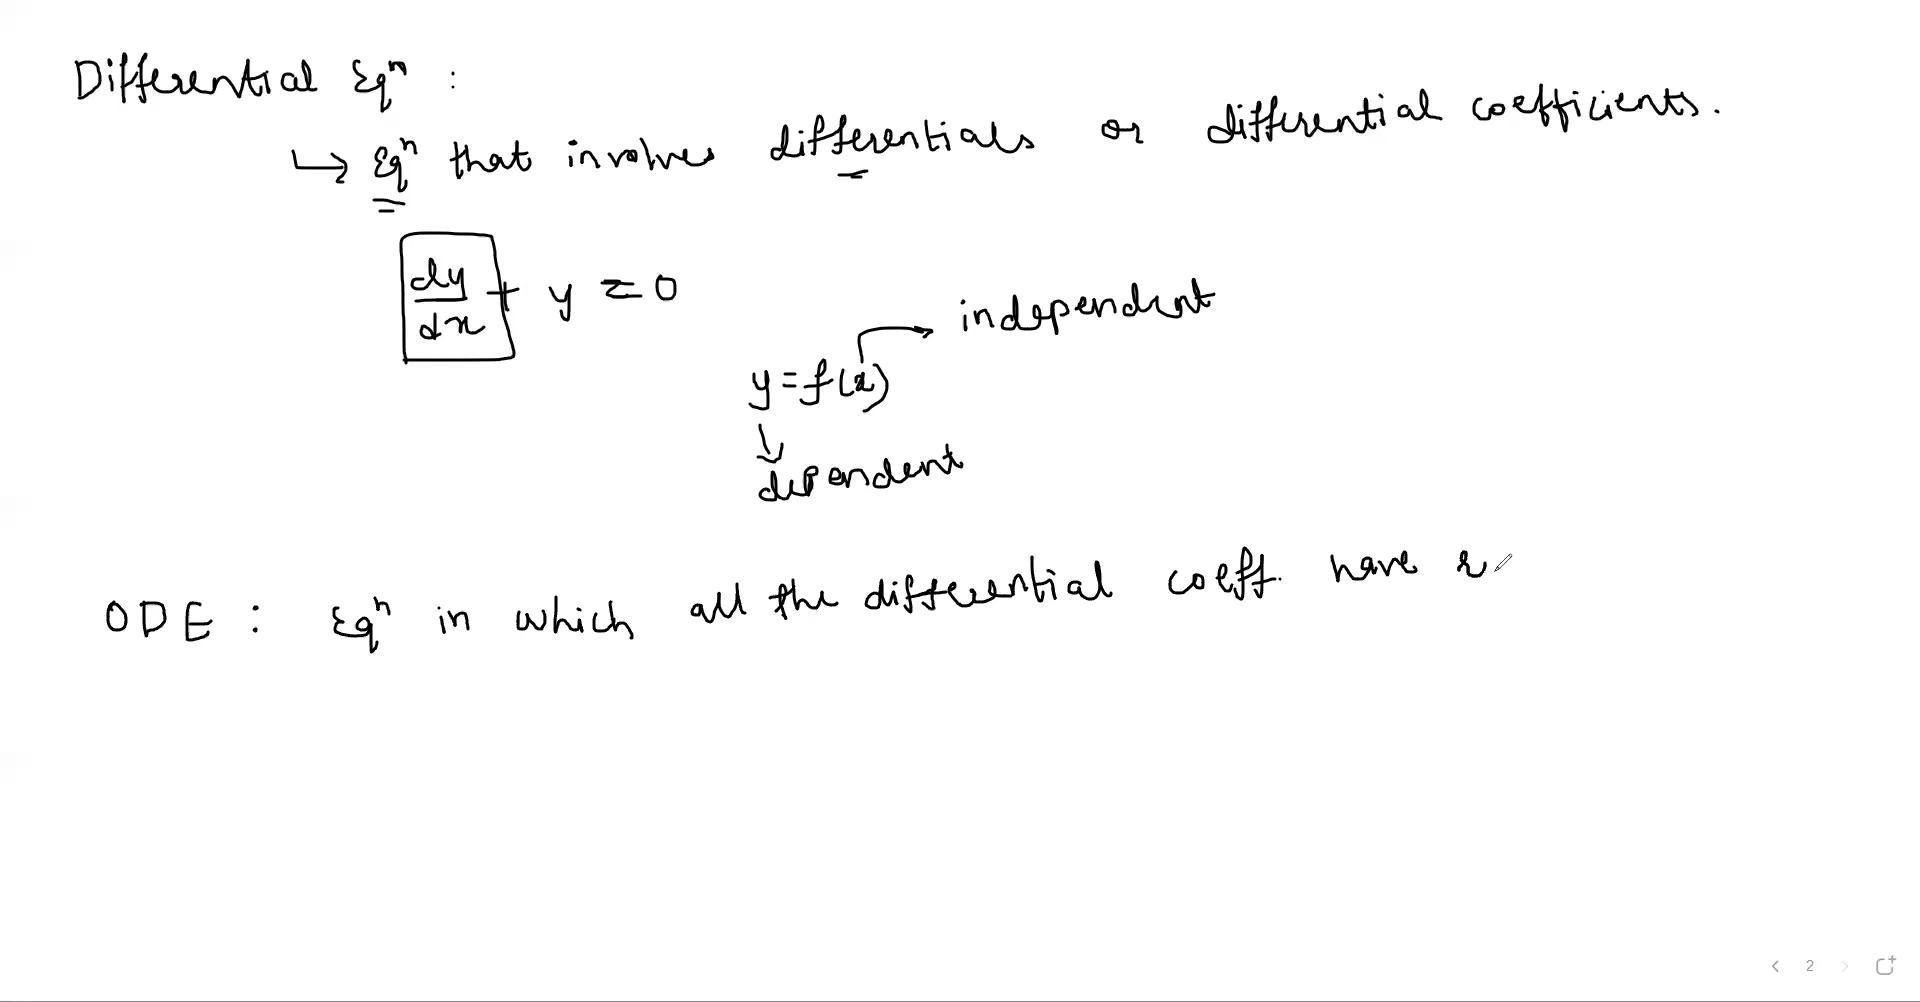 Differential Eqⁿ :
↳ Eqⁿ that involves differentials or differential coefficients.
dy/dx + y = 0
independent
y = f(x)
dependent
ODE : Eqⁿ in which all the differential coeff. have r
2